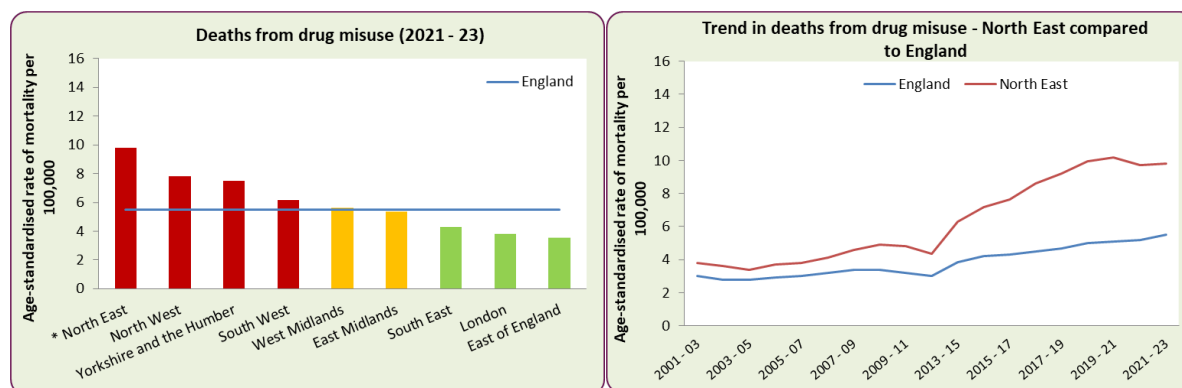 Deaths from drug misuse (2021 - 23)
Age-standardised rate of mortality per
100,000
16
14
12
10
8
6
4
2
0
England
* North East
North West
Yorkshire and the Humber
South West
West Midlands
East Midlands
South East
London
East of England
Trend in deaths from drug misuse - North East compared
to England
Age-standardised rate of mortality per
100,000
16
14
12
10
8
6
4
2
0
England
North East
2001 - 03
2003 - 05
2005 - 07
2007 - 09
2009 - 11
2013 - 15
2015 - 17
2017 - 19
2019 - 21
2021 - 23